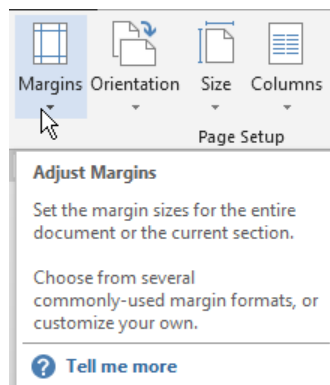 Margins Orientation Size Columns
Page Setup
Adjust Margins
Set the margin sizes for the entire
document or the current section.
Choose from several
commonly-used margin formats, or
customize your own.
? Tell me more